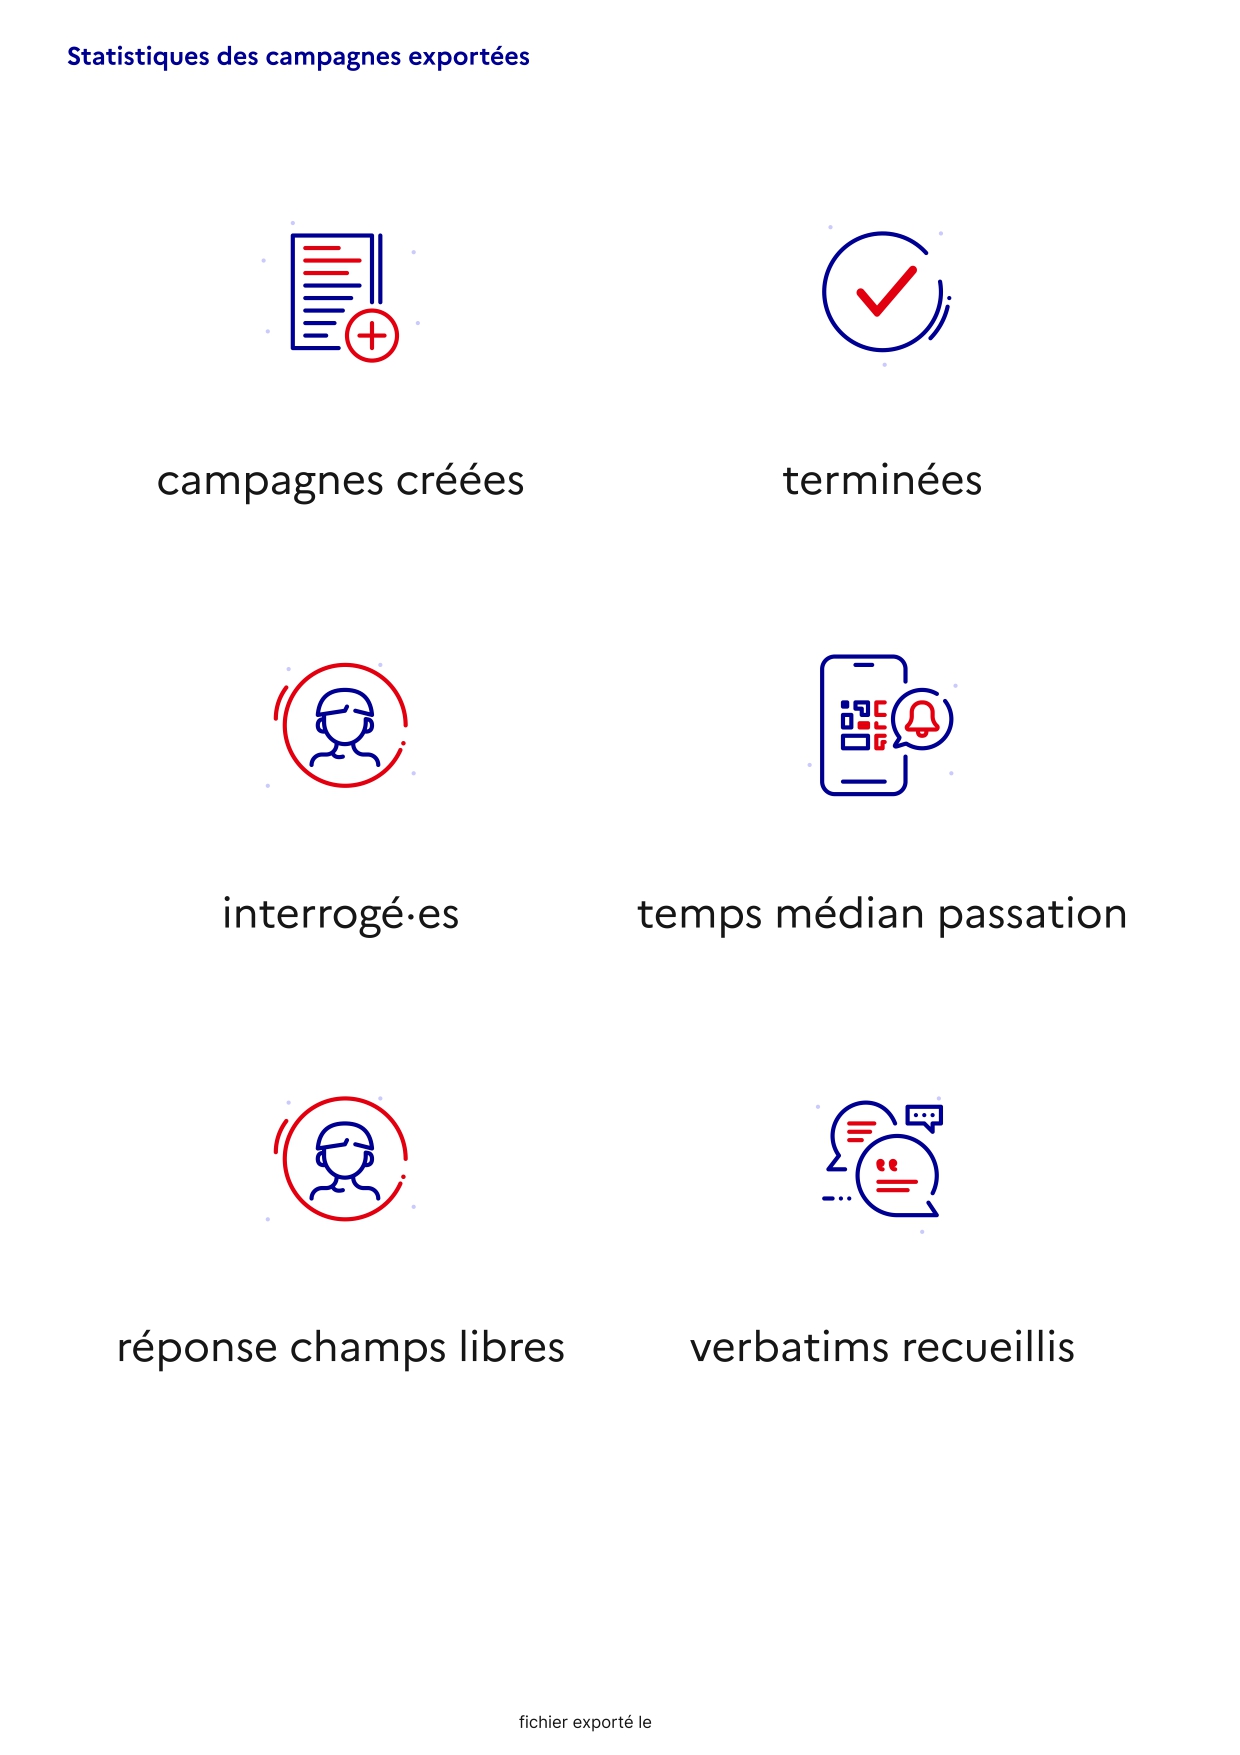 Statistiques des campagnes exportées
campagnes créées
terminées
interrogé·es
temps médian passation
réponse champs libres
verbatims recueillis
fichier exporté le